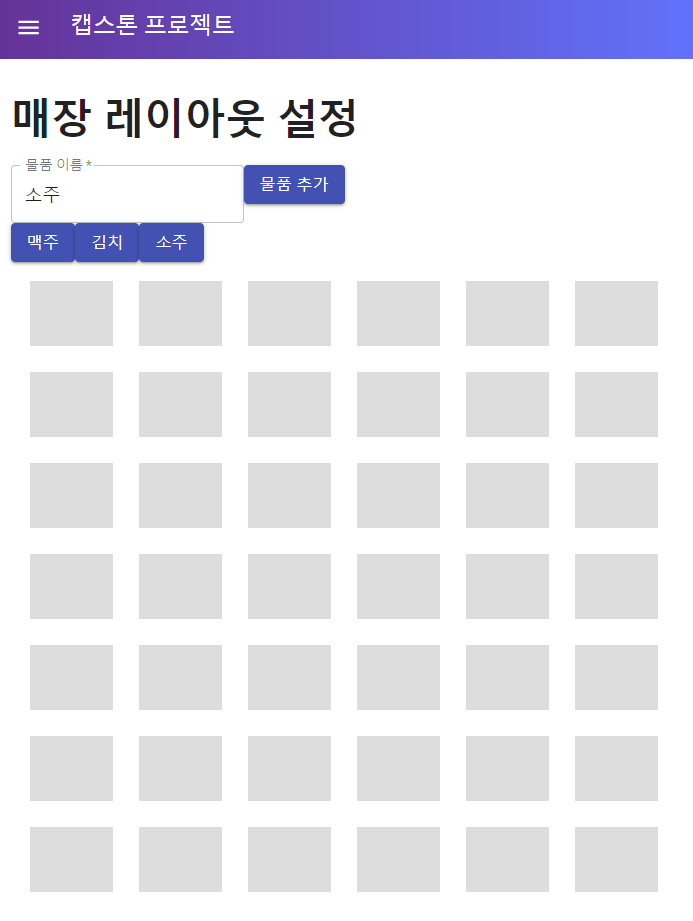 캡스톤 프로젝트
매장 레이아웃 설정
물품 이름 *
소주 물품 추가
맥주 김치 소주